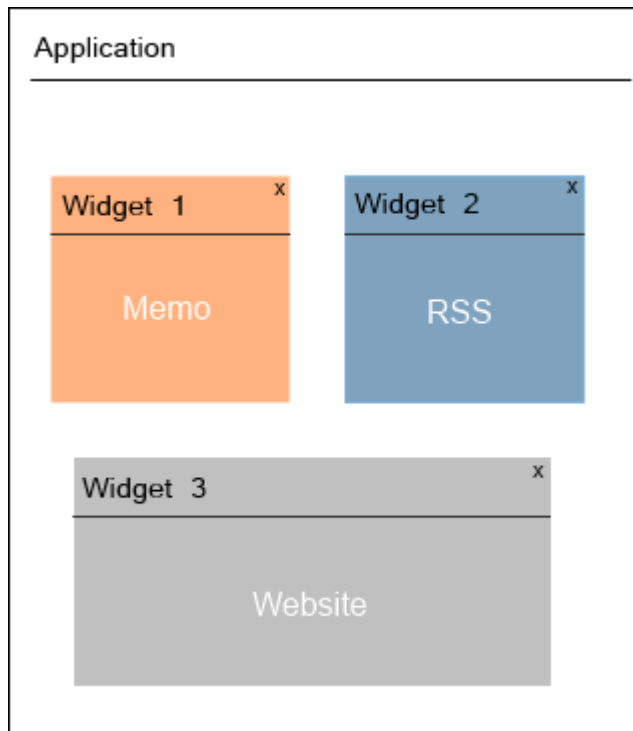 Application
Widget 1
x
Memo
Widget 2
x
RSS
Widget 3
x
Website